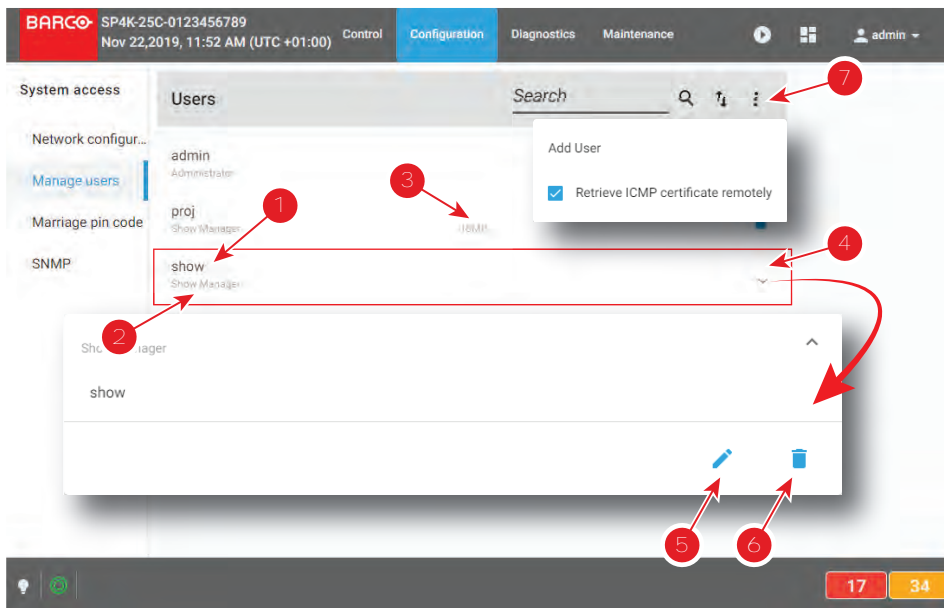 BARCO SP4K-25C-0123456789
Nov 22,2019, 11:52 AM (UTC +01:00)
Control Configuration Diagnostics Maintenance admin
System access
Network configur...
Manage users
Marriage pin code
SNMP
Users Search 7
Add User
Retrieve ICMP certificate remotely
admin
Administrator
3
1
proj
Show Manager
4
show
Show Manager
2
show
5 6
17 34